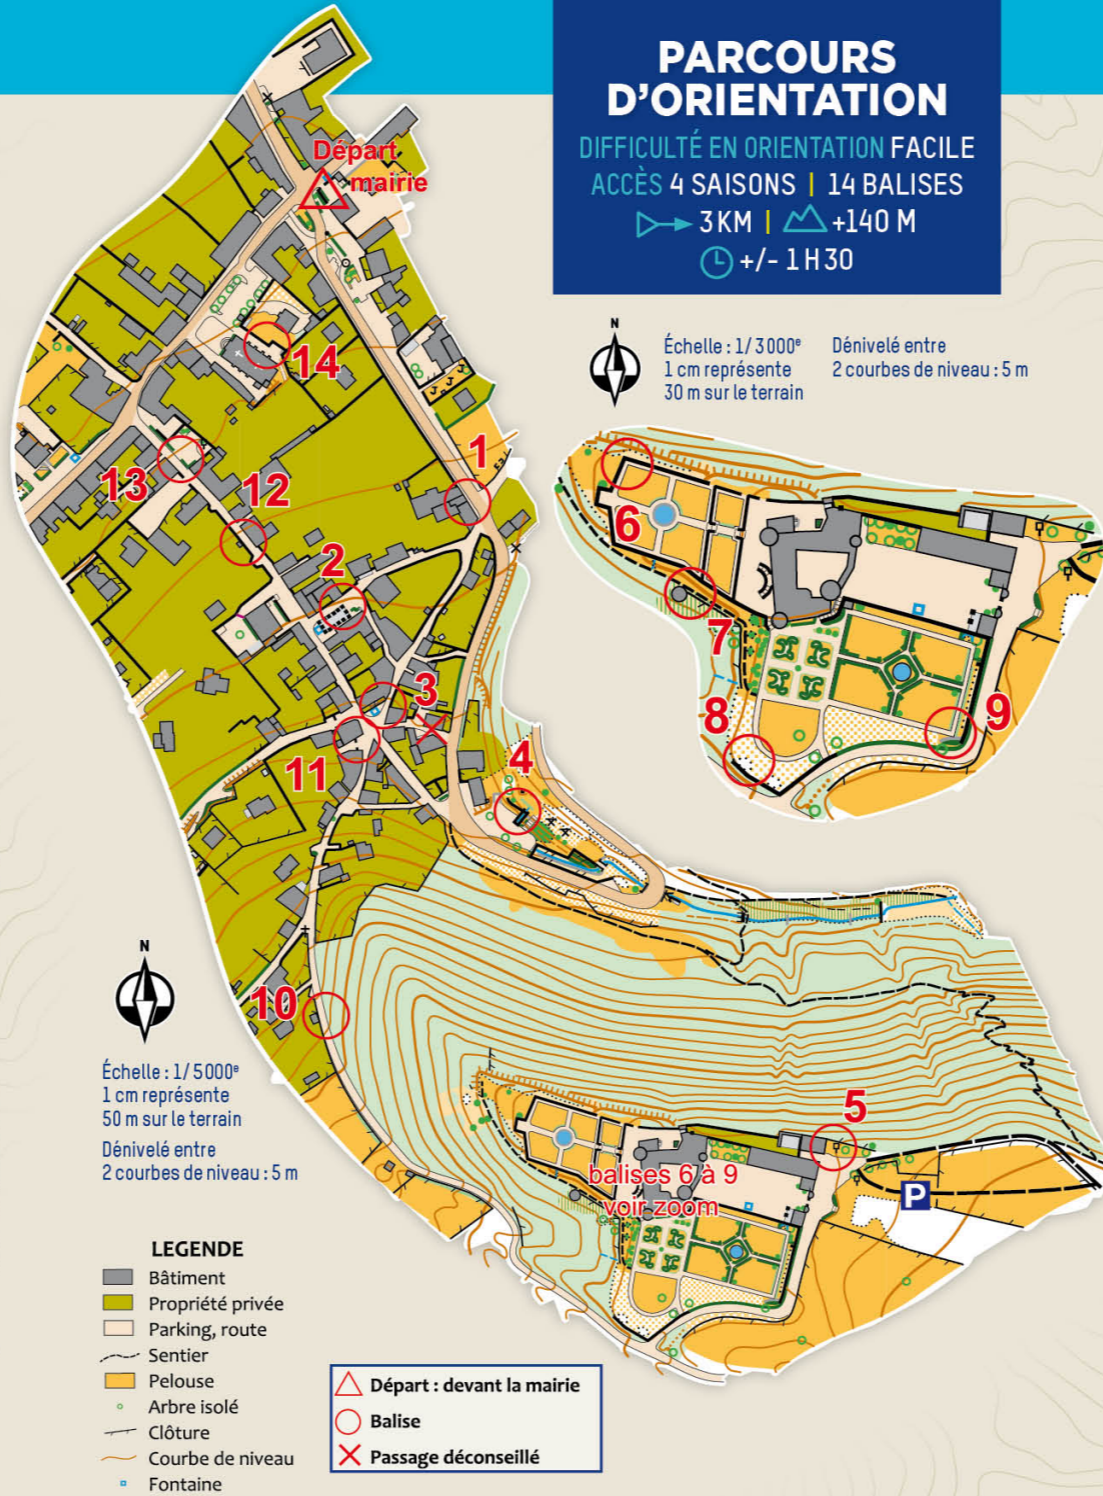 PARCOURS
D'ORIENTATION
DIFFICULTÉ EN ORIENTATION FACILE
ACCÈS 4 SAISONS | 14 BALISES
3 KM | +140 M
+/- 1 H 30
Départ
mairie
N
Échelle : 1/3000e
1 cm représente
30 m sur le terrain
Dénivelé entre
2 courbes de niveau : 5 m
14
1
13
12
2
6
7
3
8
9
11
4
10
5
N
Échelle : 1/5000e
1 cm représente
50 m sur le terrain
Dénivelé entre
2 courbes de niveau : 5 m
balises 6 à 9
voir zoom
P
LEGENDE
Bâtiment
Propriété privée
Parking, route
Sentier
Pelouse
Arbre isolé
Clôture
Courbe de niveau
Fontaine
Départ : devant la mairie
Balise
Passage déconseillé